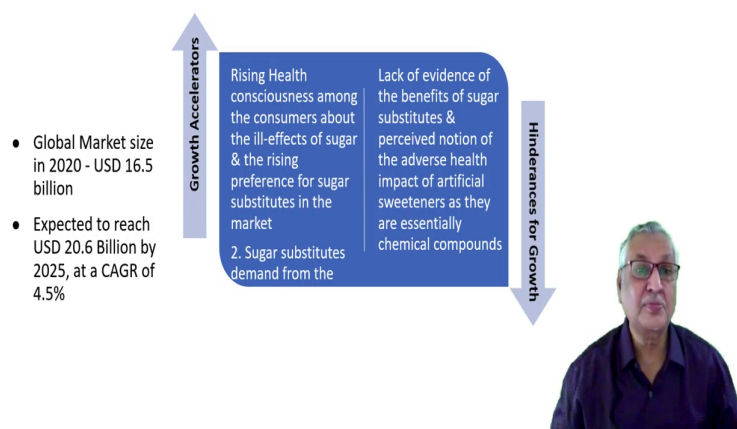 Growth Accelerators
Rising Health
consciousness among
the consumers about
the ill-effects of sugar
& the rising
preference for sugar
substitutes in the
market
2. Sugar substitutes
demand from the
Lack of evidence of
the benefits of sugar
substitutes &
perceived notion of
the adverse health
impact of artificial
sweeteners as they
are essentially
chemical compounds
Hinderances for Growth
• Global Market size
in 2020 - USD 16.5
billion
• Expected to reach
USD 20.6 Billion by
2025, at a CAGR of
4.5%